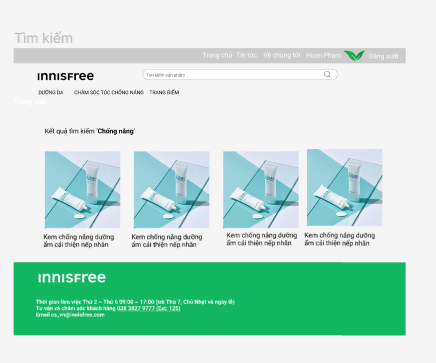 Tìm kiếm
Trang chủ Tin tức Về chúng tôi Hoàn Phạm Đăng xuất
INNISFREE
Tìm kiếm sản phẩm
DƯỠNG DA CHĂM SÓC TÓC CHỐNG NẮNG TRANG ĐIỂM
Trang chủ
Kết quả tìm kiếm 'Chống nắng'
Kem chống nắng dưỡng
ẩm cải thiện nếp nhăn
Kem chống nắng dưỡng
ẩm cải thiện nếp nhăn
Kem chống nắng dưỡng
ẩm cải thiện nếp nhăn
Kem chống nắng dưỡng
ẩm cải thiện nếp nhăn
INNISFREE
Thời gian làm việc Thứ 2 – Thứ 6 09:00 – 17:00 (trừ Thứ 7, Chủ Nhật và ngày lễ)
Tư vấn và chăm sóc khách hàng 028 3827 9777 (Ext: 125)
Email cs_vn@innisfree.com